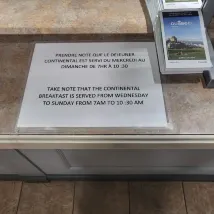 PRENDRE NOTE QUE LE DEJEUNER
CONTINENTAL EST SERVI DU MERCREDI AU
DIMANCHE DE 7HR À 10 :30
TAKE NOTE THAT THE CONTINENTAL
BREAKFAST IS SERVED FROM WEDNESDAY
TO SUNDAY FROM 7AM TO 10 :30 AM